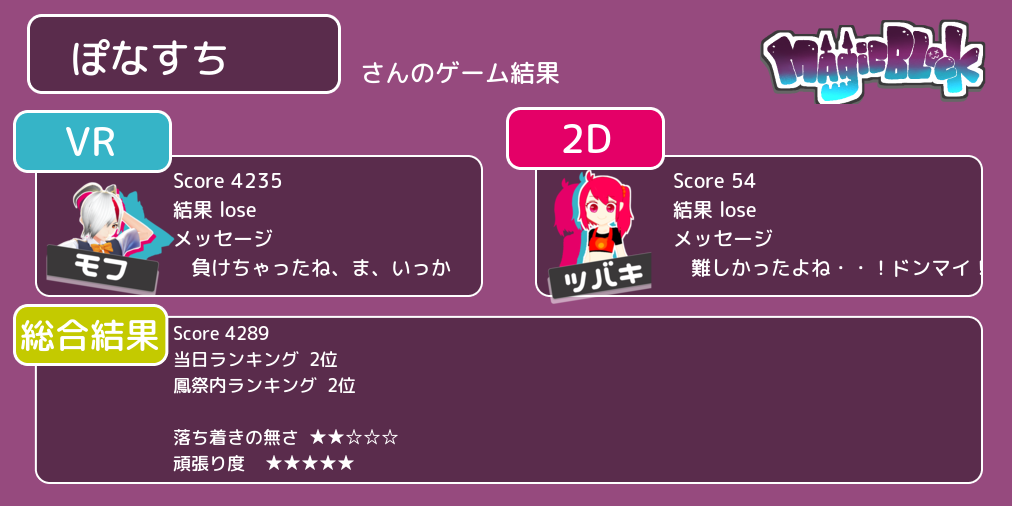 ぽなすち
さんのゲーム結果
MAGicBLock
VR
Score 4235
結果 lose
メッセージ
負けちゃったね、ま、いっか
モフ
2D
Score 54
結果 lose
メッセージ
難しかったよね・・！ドンマイ！
ツバキ
総合結果
Score 4289
当日ランキング 2位
鳳祭内ランキング 2位
落ち着きの無さ ★★☆☆☆
頑張り度 ★★★★★